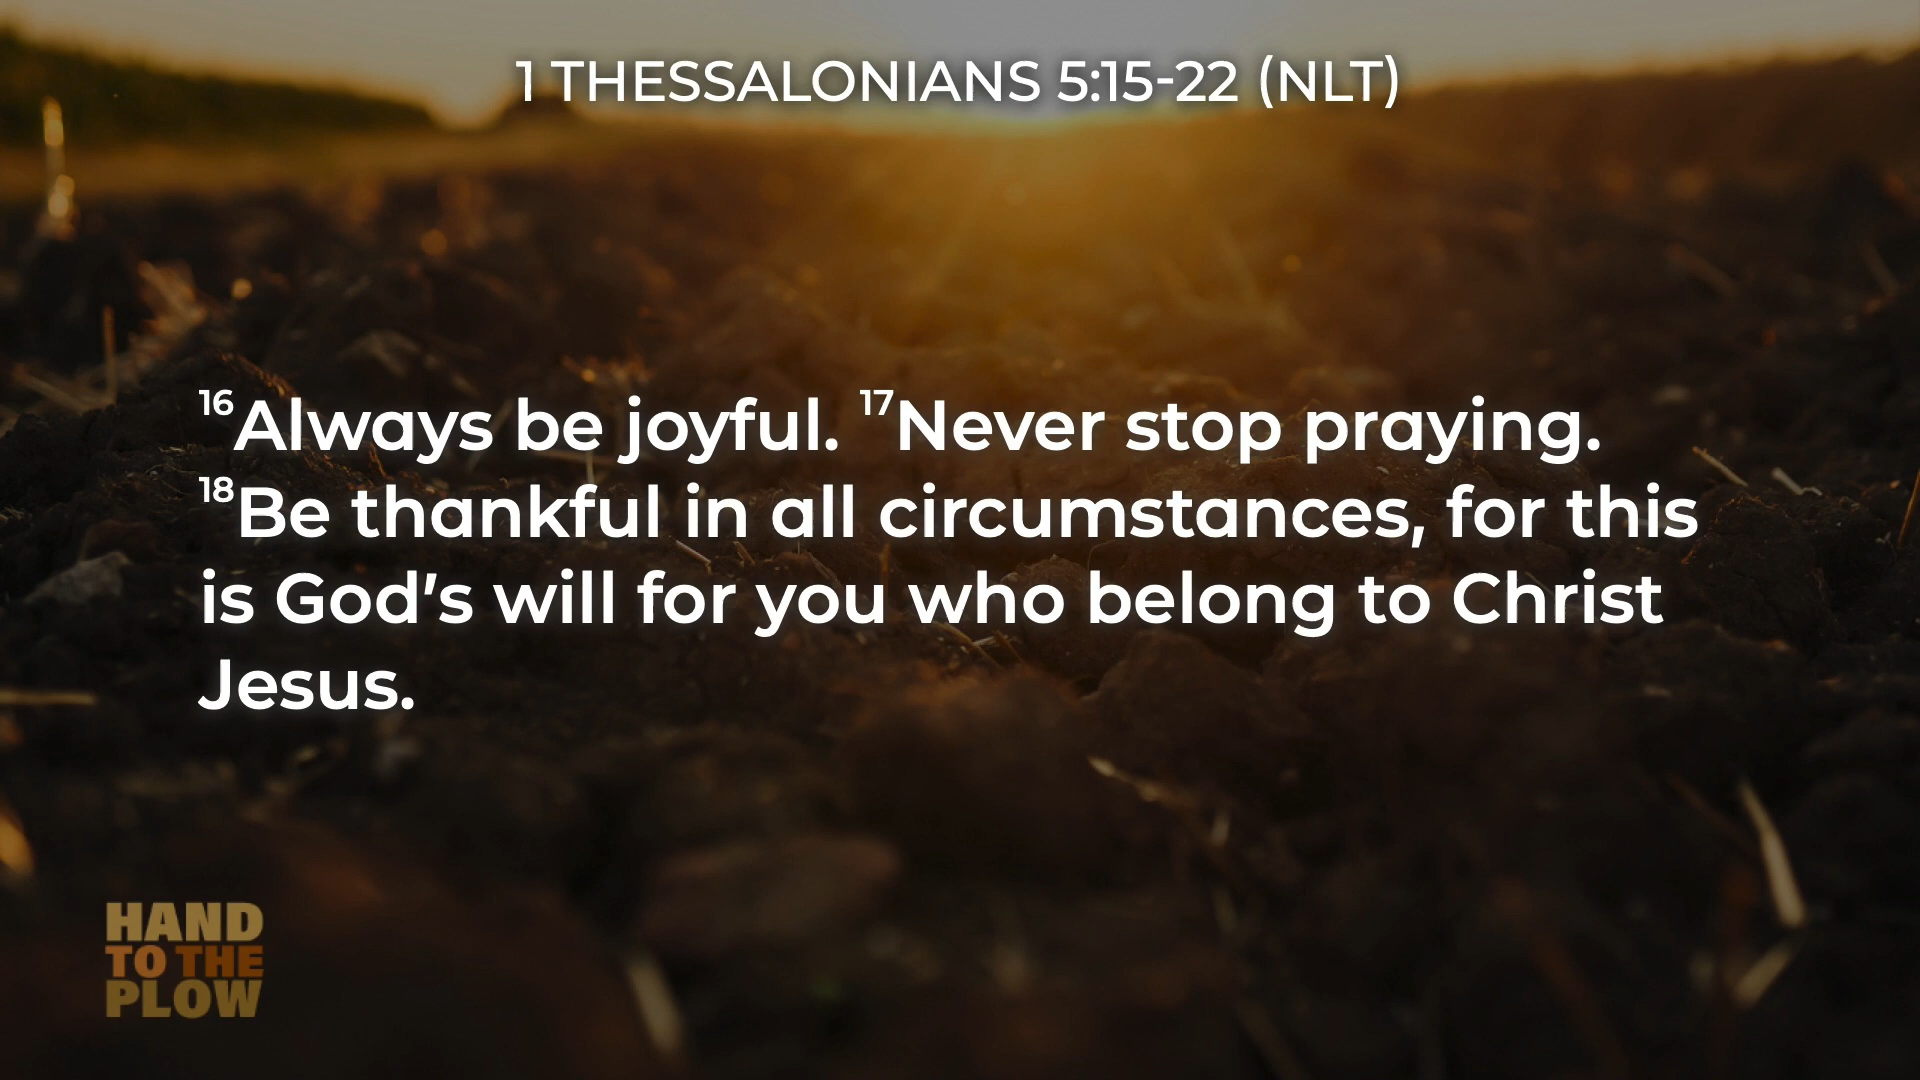 1 THESSALONIANS 5:15-22 (NLT)
16Always be joyful. 17Never stop praying.
18Be thankful in all circumstances, for this
is God's will for you who belong to Christ
Jesus.
HAND
TO THE
PLOW